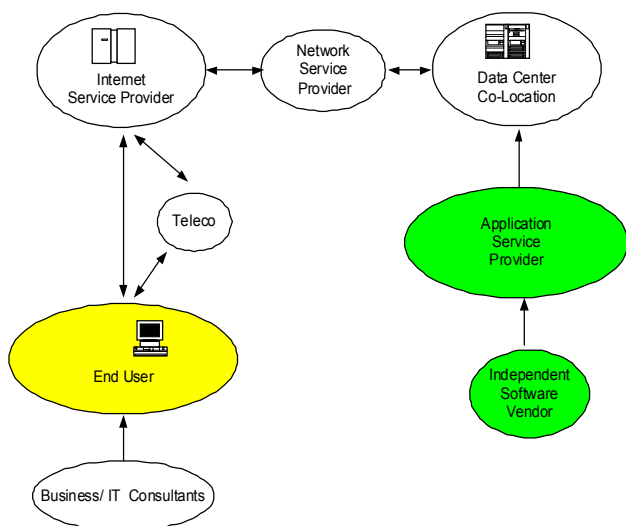 Internet
Service Provider
Network
Service
Provider
Data Center
Co-Location
Teleco
Application
Service
Provider
End User
Independent
Software
Vendor
Business/ IT Consultants